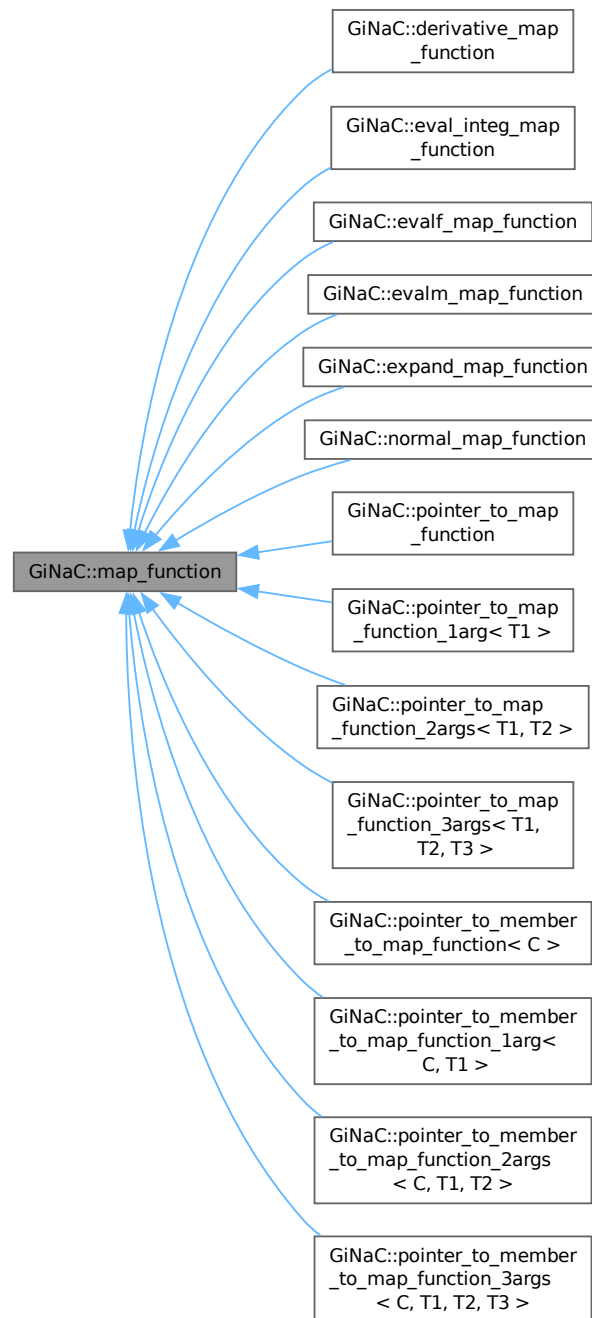 GiNaC::derivative_map
_function
GiNaC::eval_integ_map
_function
GiNaC::evalf_map_function
GiNaC::evalm_map_function
GiNaC::expand_map_function
GiNaC::normal_map_function
GiNaC::pointer_to_map
_function
GiNaC::map_function
GiNaC::pointer_to_map
_function_1arg< T1 >
GiNaC::pointer_to_map
_function_2args< T1, T2 >
GiNaC::pointer_to_map
_function_3args< T1,
T2, T3 >
GiNaC::pointer_to_member
_to_map_function< C >
GiNaC::pointer_to_member
_to_map_function_1arg<
C, T1 >
GiNaC::pointer_to_member
_to_map_function_2args
< C, T1, T2 >
GiNaC::pointer_to_member
_to_map_function_3args
< C, T1, T2, T3 >